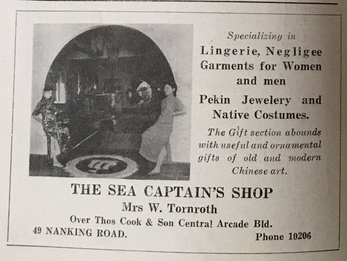 Specializing in
Lingerie, Negligee
Garments for Women
and men
Pekin Jewelery and
Native Costumes.
The Gift section abounds
with useful and ornamental
gifts of old and modern
Chinese art.
THE SEA CAPTAIN'S SHOP
Mrs W. Tornroth
Over Thos Cook & Son Central Arcade Bld.
49 NANKING ROAD. Phone 10206